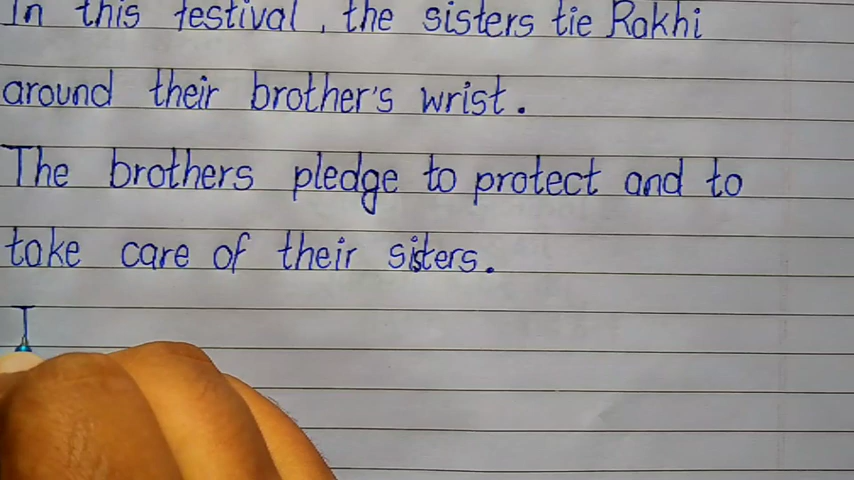 In this festival, the sisters tie Rakhi
around their brother's wrist.
The brothers pledge to protect and to
take care of their sisters.
I